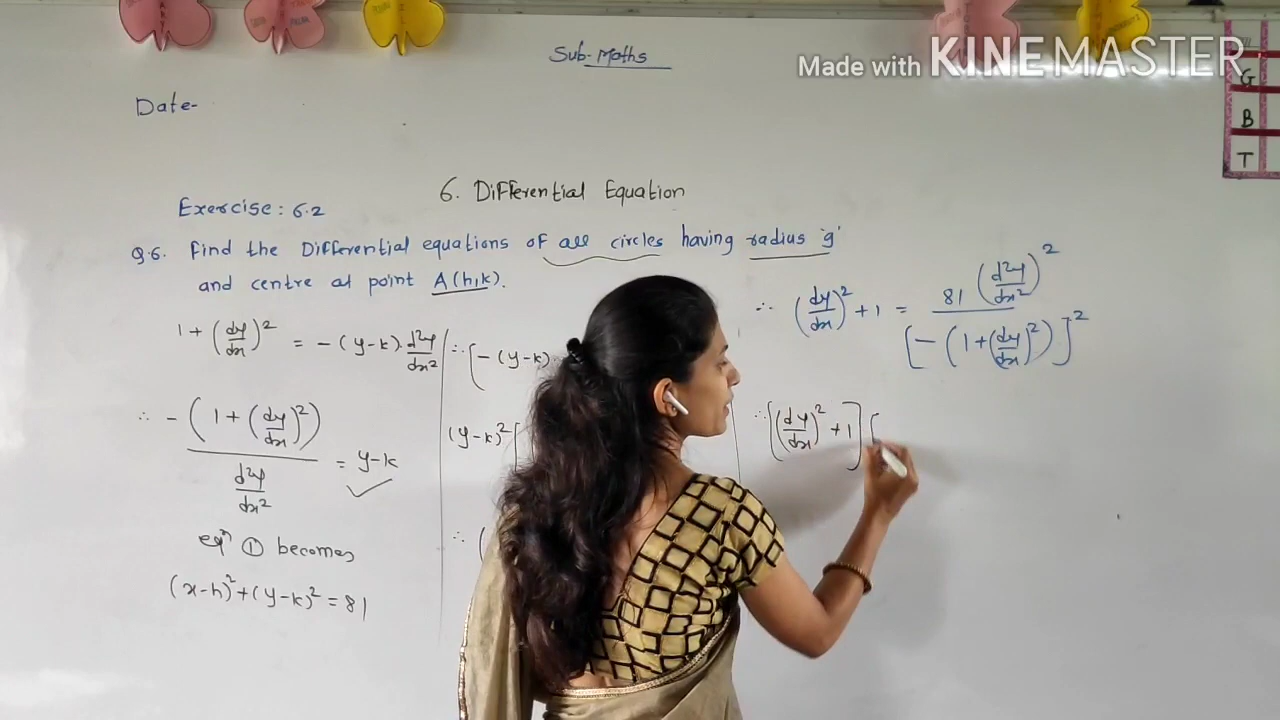 Sub-Maths
Made with KINEMASTER
Date-
G
B
T
6. Differential Equation
Exercise: 6.2
Q.6. Find the Differential equations of all circles having radius '9'
and centre at point A(h,k).
1 + (dy/dx)² = -(y-k) · d²y/dx²
∴ -(1 + (dy/dx)²) / (d²y/dx²) = y-k
eqⁿ ① becomes
(x-h)² + (y-k)² = 81
∴ [-(y-k)
(y-k)² [
∴ (
∴ (dy/dx)² + 1 = 81 (d²y/dx²)² / [-(1 + (dy/dx)²)]²
∴ [(dy/dx)² + 1] [